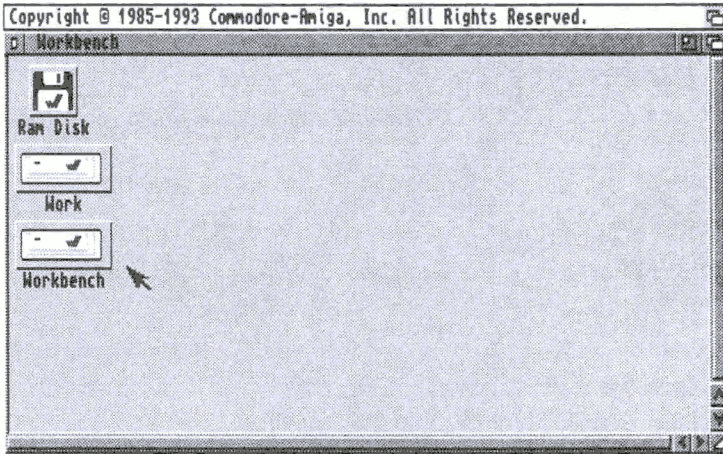 Copyright © 1985-1993 Commodore-Amiga, Inc. All Rights Reserved.
Workbench
Ram Disk
Work
Workbench